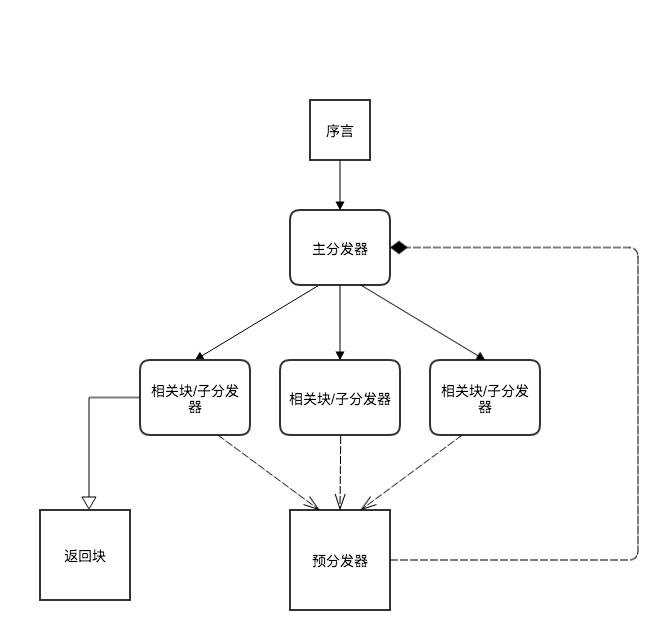 序言
主分发器
相关块/子分发
器
相关块/子分发器
相关块/子分发
器
返回块
预分发器